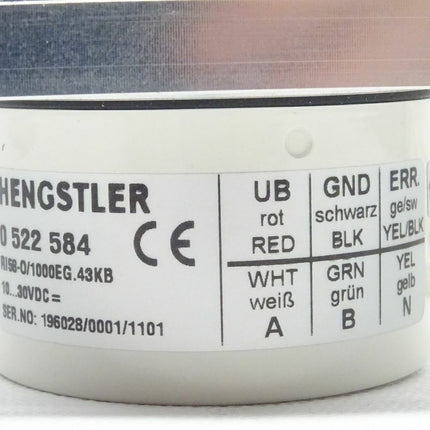 HENGSTLER
0 522 584
CE
RI58-O/1000EG.43KB
10...30VDC=
SER.NO: 196028/0001/1101
UB
rot
RED
GND
schwarz
BLK
ERR.
ge/sw
YEL/BLK
WHT
weiß
A
GRN
grün
B
YEL
gelb
N